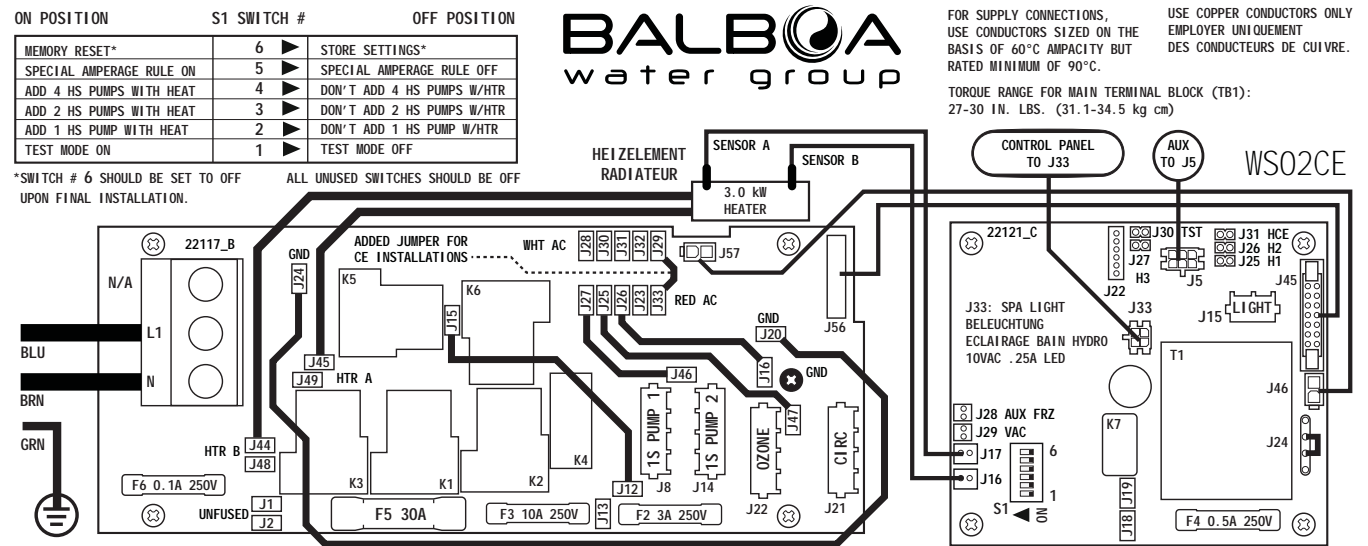 ON POSITION S1 SWITCH # OFF POSITION
MEMORY RESET* 6 ► STORE SETTINGS*
SPECIAL AMPERAGE RULE ON 5 ► SPECIAL AMPERAGE RULE OFF
ADD 4 HS PUMPS WITH HEAT 4 ► DON'T ADD 4 HS PUMPS W/HTR
ADD 2 HS PUMPS WITH HEAT 3 ► DON'T ADD 2 HS PUMPS W/HTR
ADD 1 HS PUMP WITH HEAT 2 ► DON'T ADD 1 HS PUMP W/HTR
TEST MODE ON 1 ► TEST MODE OFF
*SWITCH # 6 SHOULD BE SET TO OFF
UPON FINAL INSTALLATION.
ALL UNUSED SWITCHES SHOULD BE OFF
BALBOA
water group
FOR SUPPLY CONNECTIONS,
USE CONDUCTORS SIZED ON THE
BASIS OF 60°C AMPACITY BUT
RATED MINIMUM OF 90°C.
USE COPPER CONDUCTORS ONLY
EMPLOYER UNIQUEMENT
DES CONDUCTEURS DE CUIVRE.
TORQUE RANGE FOR MAIN TERMINAL BLOCK (TB1):
27-30 IN. LBS. (31.1-34.5 kg cm)
HEIZELEMENT
RADIATEUR
SENSOR A
SENSOR B
3.0 kW
HEATER
CONTROL PANEL
TO J33
AUX
TO J5
WS02CE
22117_B
N/A
L1
N
BLU
BRN
GRN
GND
J24
ADDED JUMPER FOR
CE INSTALLATIONS
WHT AC
J28
J30
J31
J32
J29
J57
K5
K6
J15
J27
J25
J26
J23
J33
RED AC
J56
GND
J20
J45
J49
HTR A
J46
J16
GND
J47
J44
HTR B
J48
K3
K1
K2
K4
J12
1S PUMP 1
J8
1S PUMP 2
J14
OZONE
J22
CIRC
J21
F6 0.1A 250V
UNFUSED
J1
J2
F5 30A
F3 10A 250V
J13
F2 3A 250V
22121_C
J30 TST
J27
H3
J22
J5
J31 HCE
J26 H2
J25 H1
J45
J33: SPA LIGHT
BELEUCHTUNG
ECLAIRAGE BAIN HYDRO
10VAC .25A LED
J33
J15
LIGHT
T1
J46
J28 AUX FRZ
J29 VAC
J17
J16
6
1
S1
ON
K7
J24
J19
J18
F4 0.5A 250V